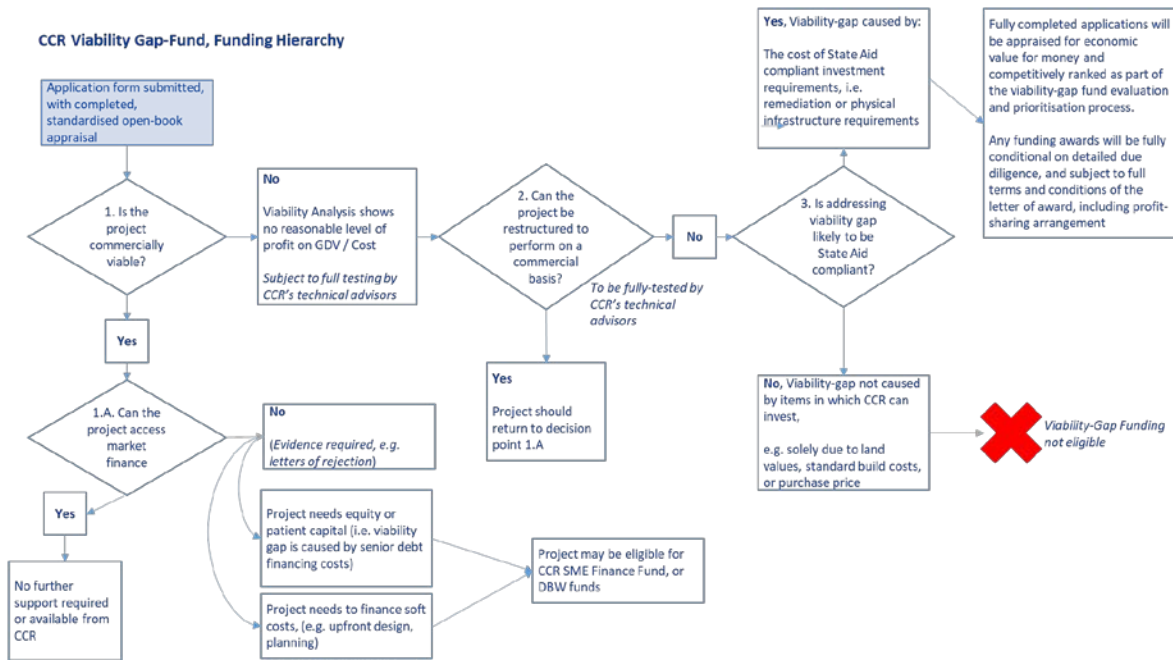 CCR Viability Gap-Fund, Funding Hierarchy
Application form submitted,
with completed,
standardised open-book
appraisal
1. Is the
project
commercially
viable?
No
Viability Analysis shows
no reasonable level of
profit on GDV / Cost
Subject to full testing by
CCR's technical advisors
2. Can the
project be
restructured to
perform on a
commercial
basis?
To be fully-tested by
CCR's technical
advisors
No
3. Is addressing
viability gap
likely to be
State Aid
compliant?
Yes, Viability-gap caused by:
The cost of State Aid
compliant investment
requirements, i.e.
remediation or physical
infrastructure requirements
Fully completed applications will
be appraised for economic
value for money and
competitively ranked as part of
the viability-gap fund evaluation
and prioritisation process.
Any funding awards will be fully
conditional on detailed due
diligence, and subject to full
terms and conditions of the
letter of award, including profit-
sharing arrangement
Yes
1.A. Can the
project access
market
finance
No
(Evidence required, e.g.
letters of rejection)
Yes
Project should
return to decision
point 1.A
No, Viability-gap not caused
by items in which CCR can
invest,
e.g. solely due to land
values, standard build costs,
or purchase price
Viability-Gap Funding
not eligible
Yes
No further
support required
or available from
CCR
Project needs equity or
patient capital (i.e. viability
gap is caused by senior debt
financing costs)
Project needs to finance soft
costs, (e.g. upfront design,
planning)
Project may be eligible for
CCR SME Finance Fund, or
DBW funds